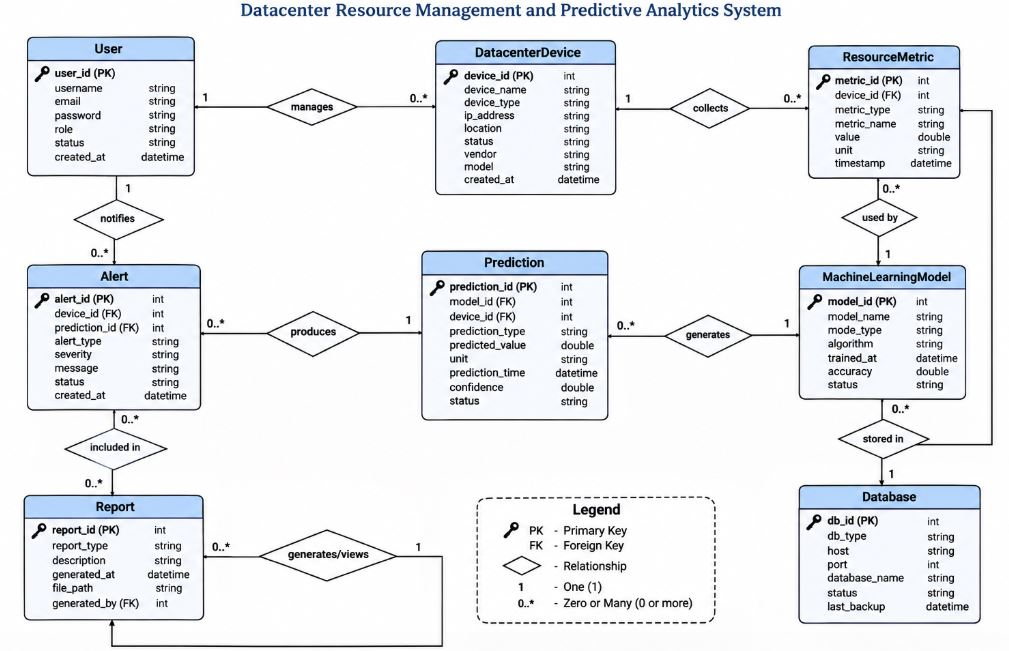 Datacenter Resource Management and Predictive Analytics System
User
user_id (PK)
username string
email string
password string
role string
status string
created_at datetime
1
manages
0..*
DatacenterDevice
device_id (PK) int
device_name string
device_type string
ip_address string
location string
status string
vendor string
model string
created_at datetime
1
collects
0..*
ResourceMetric
metric_id (PK) int
device_id (FK) int
metric_type string
metric_name string
value double
unit string
timestamp datetime
1
notifies
0..*
0..*
used by
1
Alert
alert_id (PK) int
device_id (FK) int
prediction_id (FK) int
alert_type string
severity string
message string
status string
created_at datetime
0..*
produces
1
Prediction
prediction_id (PK) int
model_id (FK) int
device_id (FK) int
prediction_type string
predicted_value double
unit string
prediction_time datetime
confidence double
status string
0..*
generates
1
MachineLearningModel
model_id (PK) int
model_name string
mode_type string
algorithm string
trained_at datetime
accuracy double
status string
0..*
included in
0..*
0..*
stored in
1
Report
report_id (PK) int
report_type string
description string
generated_at datetime
file_path string
generated_by (FK) int
0..*
generates/views
1
Legend
PK - Primary Key
FK - Foreign Key
- Relationship
1 - One (1)
0..* - Zero or Many (0 or more)
Database
db_id (PK) int
db_type string
host string
port int
database_name string
status string
last_backup datetime